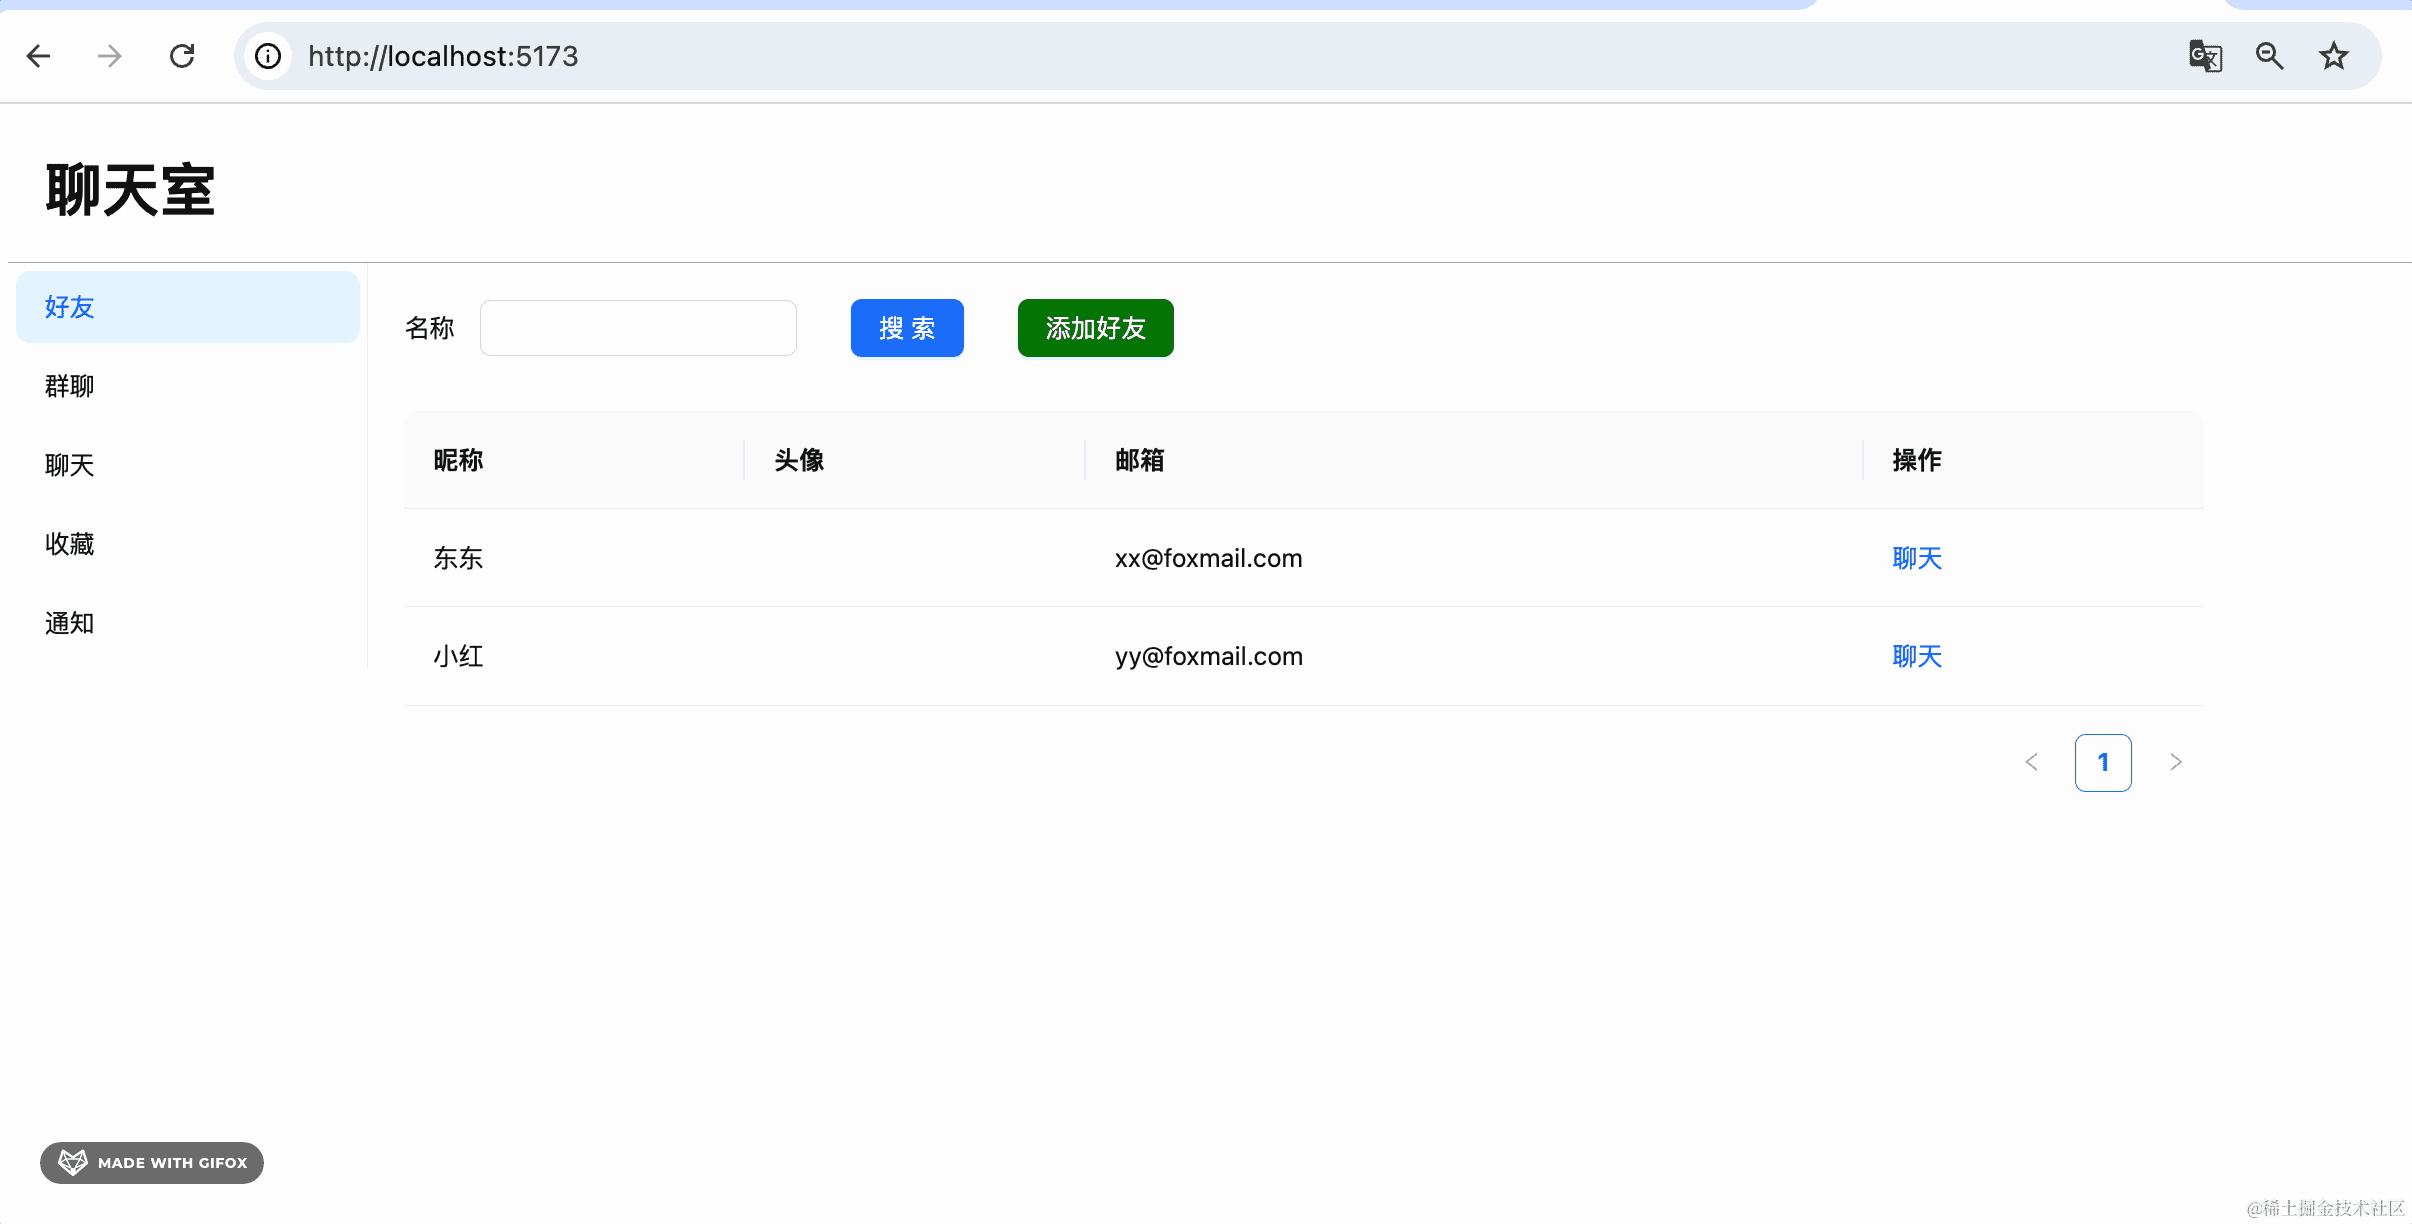 http://localhost:5173
聊天室
好友
群聊
聊天
收藏
通知
名称 搜 索 添加好友
昵称 头像 邮箱 操作
东东 xx@foxmail.com 聊天
小红 yy@foxmail.com 聊天
1
MADE WITH GIFOX
@稀土掘金技术社区